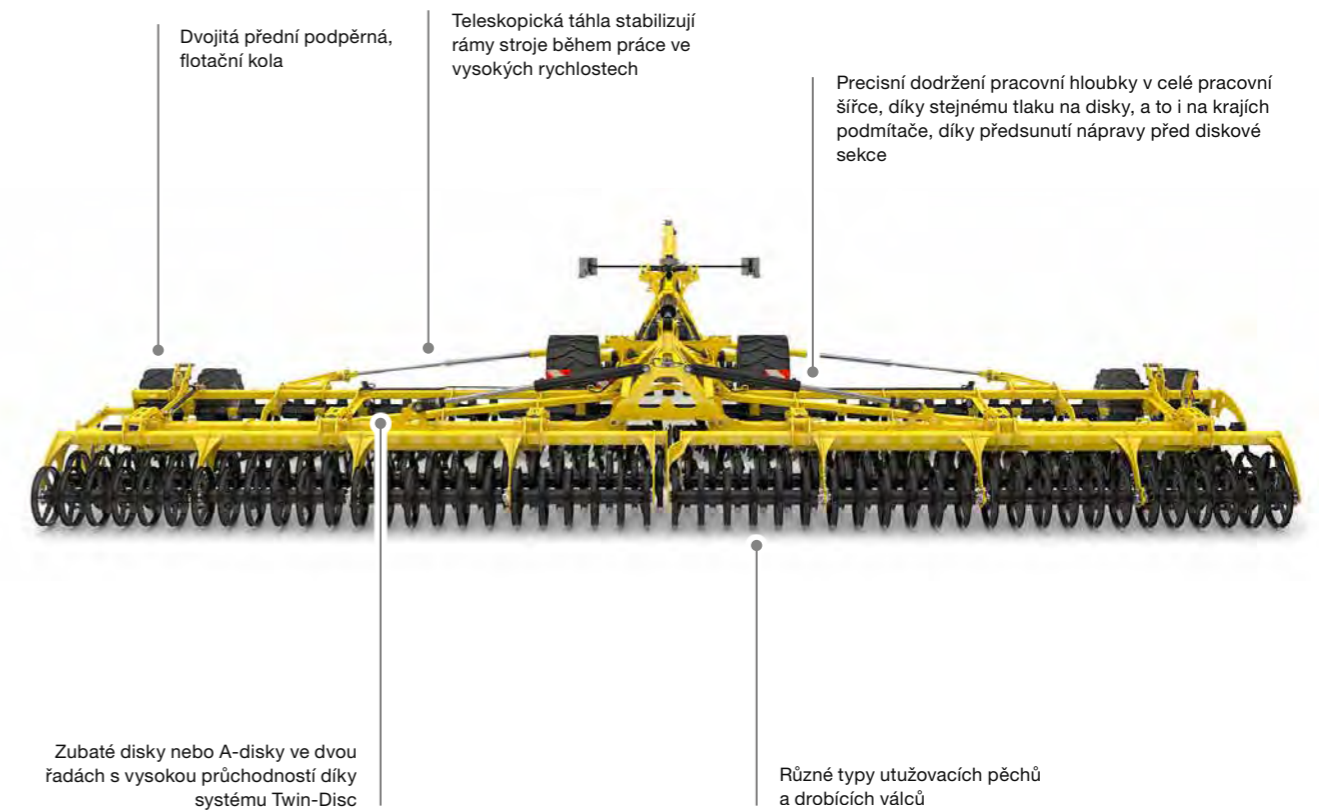 Dvojitá přední podpěrná,
flotační kola
Teleskopická táhla stabilizují
rámy stroje během práce ve
vysokých rychlostech
Precisní dodržení pracovní hloubky v celé pracovní
šířce, díky stejnému tlaku na disky, a to i na krajích
podmítače, díky předsunutí nápravy před diskové
sekce
Zubaté disky nebo A-disky ve dvou
řadách s vysokou průchodností díky
systému Twin-Disc
Různé typy utužovacích pěchů
a drobících válců